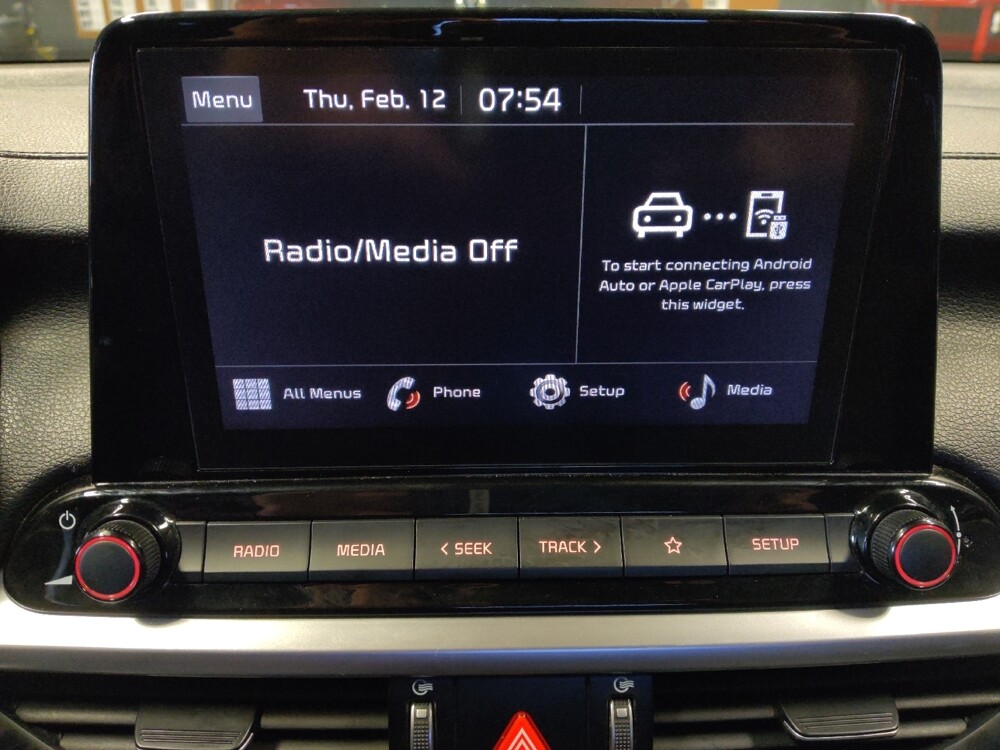 Menu Thu, Feb. 12 07:54
Radio/Media Off
To start connecting Android
Auto or Apple CarPlay, press
this widget.
All Menus Phone Setup Media
RADIO MEDIA < SEEK TRACK > SETUP